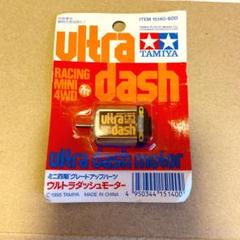 ITEM 15140-600
ultra
dash
TAMIYA
RACING
MINI
4WD
ultra
dash
ultra dash motor
ミニ四駆グレードアップパーツ
ウルトラダッシュモーター
© 1995 TAMIYA MADE IN CHINA
4 950344 151400